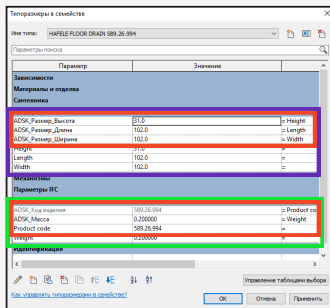 Типоразмеры в семействе
Имя типа: HAFELE FLOOR DRAIN 589.26.994
Параметры поиска
Параметр Значение
Зависимости
Материалы и отделка
Сантехника
ADSK_Размер_Высота 31.0 = Height
ADSK_Размер_Длина 102.0 = Length
ADSK_Размер_Ширина 102.0 = Width
Height 31.0 =
Length 102.0 =
Width 102.0 =
Механизмы
Параметры IFC
ADSK_Код изделия 589.26.994 = Product co
ADSK_Масса 0.200000 = Weight
Product code 589.26.994 =
Weight 0.200000 =
Идентификация
Управление таблицами выбора
Как управлять типоразмерами в семействе?
ОК Отмена Применить